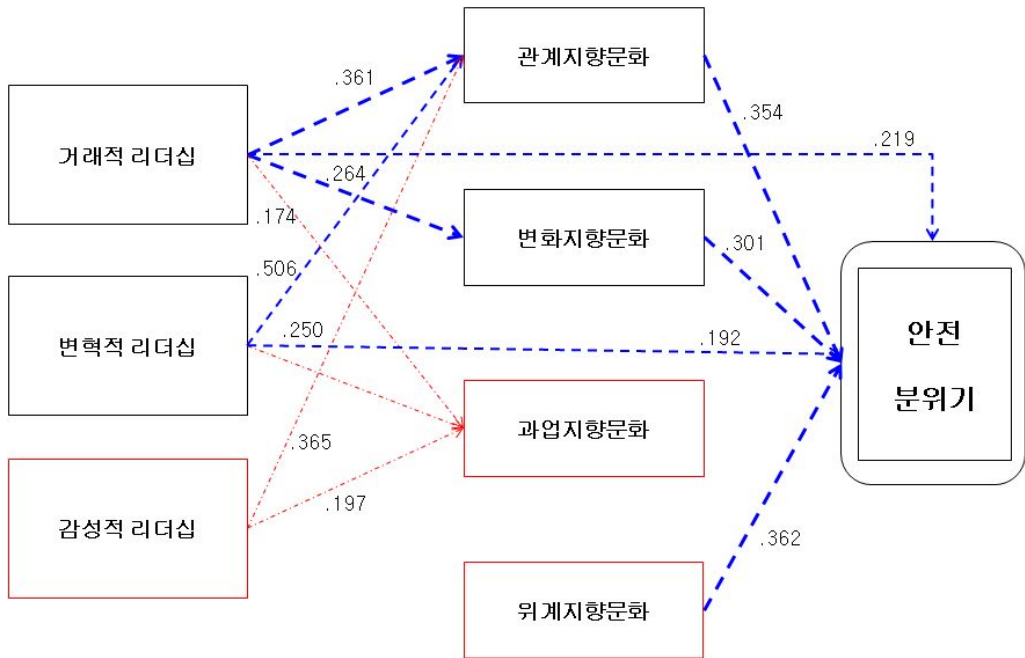 관계지향문화
.361
.354
거래적 리더십
.219
.264
.174
변화지향문화
.301
.506
변혁적 리더십
.250
.192
안전
분위기
과업지향문화
.365
.197
감성적 리더십
.362
위계지향문화